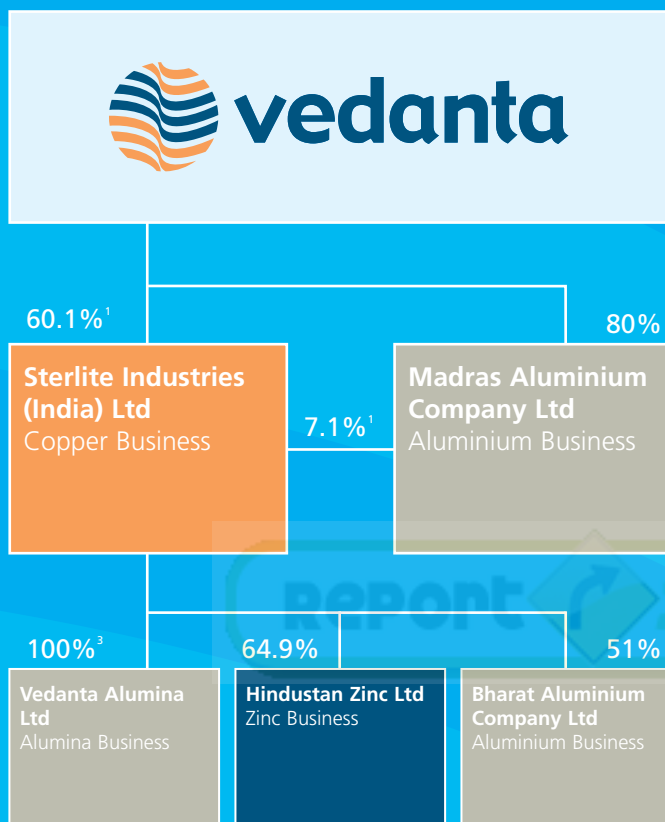 vedanta
60.1%¹
80%
Sterlite Industries
(India) Ltd
Copper Business
7.1%¹
Madras Aluminium
Company Ltd
Aluminium Business
REPORT
100%³
64.9%
51%
Vedanta Alumina
Ltd
Alumina Business
Hindustan Zinc Ltd
Zinc Business
Bharat Aluminium
Company Ltd
Aluminium Business